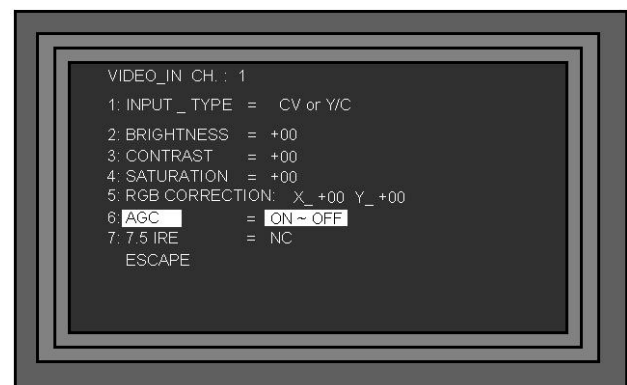 VIDEO_IN CH. : 1
1: INPUT _ TYPE = CV or Y/C
2: BRIGHTNESS = +00
3: CONTRAST = +00
4: SATURATION = +00
5: RGB CORRECTION: X_ +00 Y_ +00
6: AGC = ON ~ OFF
7: 7.5 IRE = NC
ESCAPE